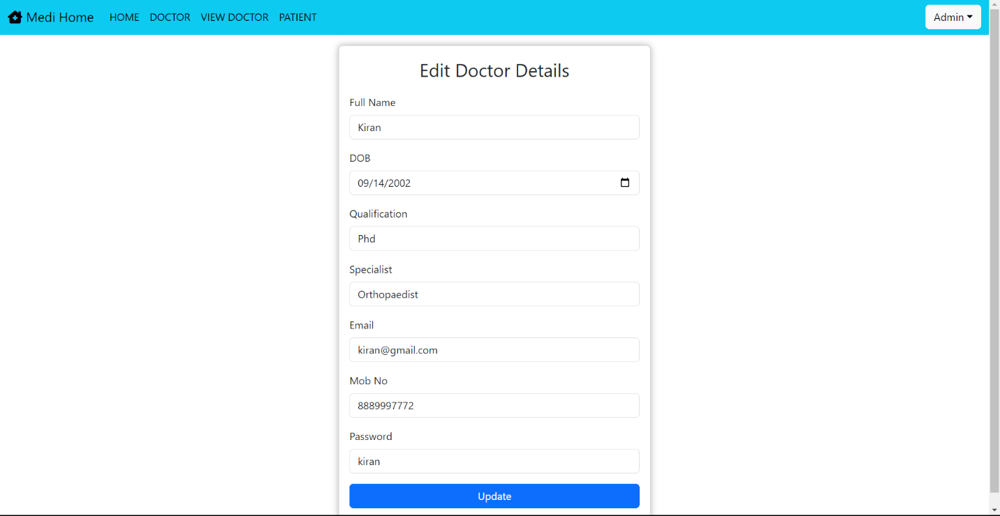 Medi Home HOME DOCTOR VIEW DOCTOR PATIENT Admin
Edit Doctor Details
Full Name
Kiran
DOB
09/14/2002
Qualification
Phd
Specialist
Orthopaedist
Email
kiran@gmail.com
Mob No
8889997772
Password
kiran
Update